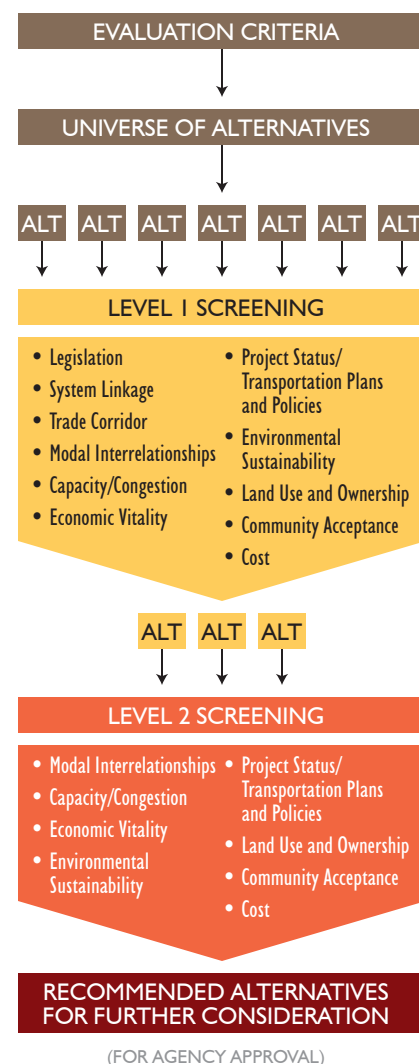 EVALUATION CRITERIA
UNIVERSE OF ALTERNATIVES
ALT ALT ALT ALT ALT ALT ALT
LEVEL 1 SCREENING
• Legislation
• System Linkage
• Trade Corridor
• Modal Interrelationships
• Capacity/Congestion
• Economic Vitality
• Project Status/
Transportation Plans
and Policies
• Environmental
Sustainability
• Land Use and Ownership
• Community Acceptance
• Cost
ALT ALT ALT
LEVEL 2 SCREENING
• Modal Interrelationships
• Capacity/Congestion
• Economic Vitality
• Environmental
Sustainability
• Project Status/
Transportation Plans
and Policies
• Land Use and Ownership
• Community Acceptance
• Cost
RECOMMENDED ALTERNATIVES
FOR FURTHER CONSIDERATION
(FOR AGENCY APPROVAL)